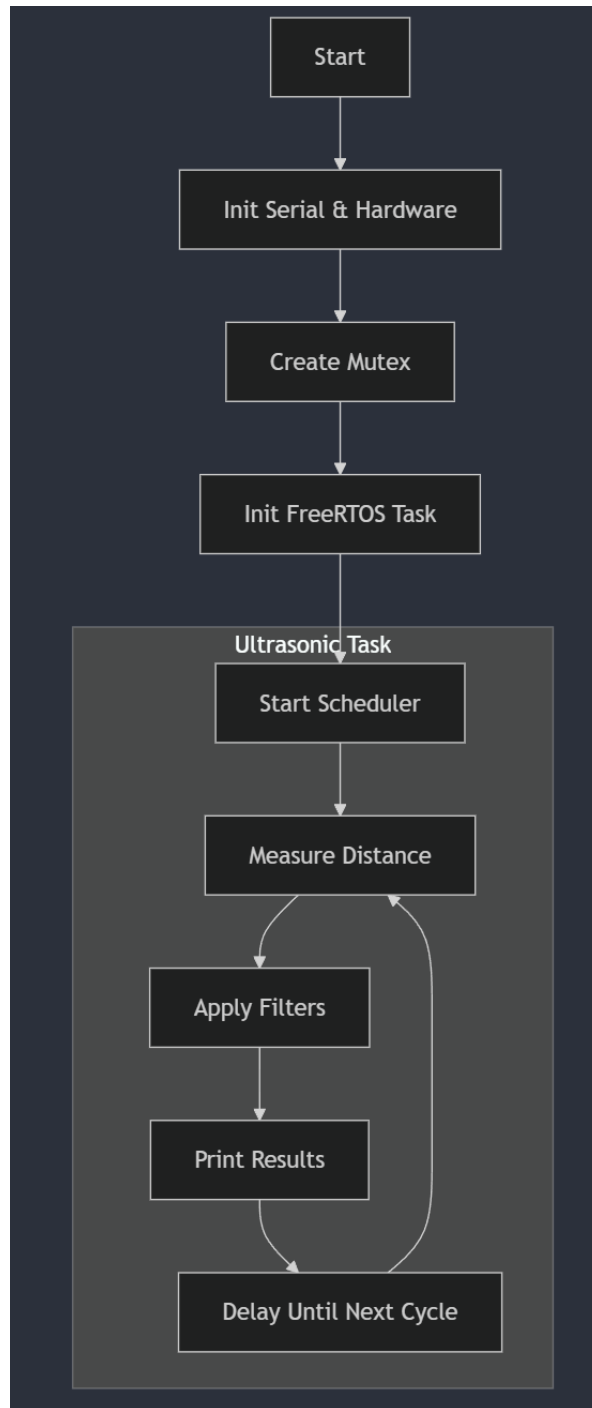 Start
Init Serial & Hardware
Create Mutex
Init FreeRTOS Task
Ultrasonic Task
Start Scheduler
Measure Distance
Apply Filters
Print Results
Delay Until Next Cycle